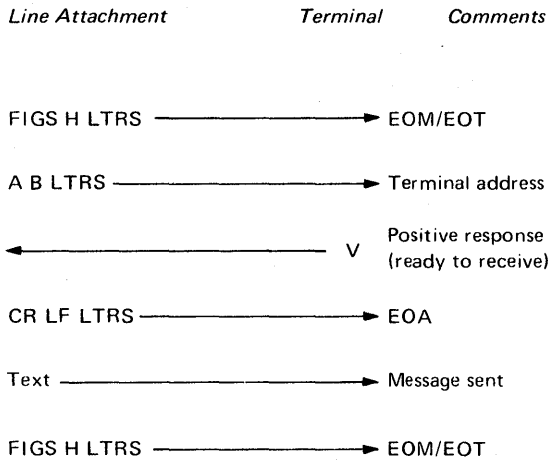 Line Attachment Terminal Comments
FIGS H LTRS EOM/EOT
A B LTRS Terminal address
V Positive response
(ready to receive)
CR LF LTRS EOA
Text Message sent
FIGS H LTRS EOM/EOT